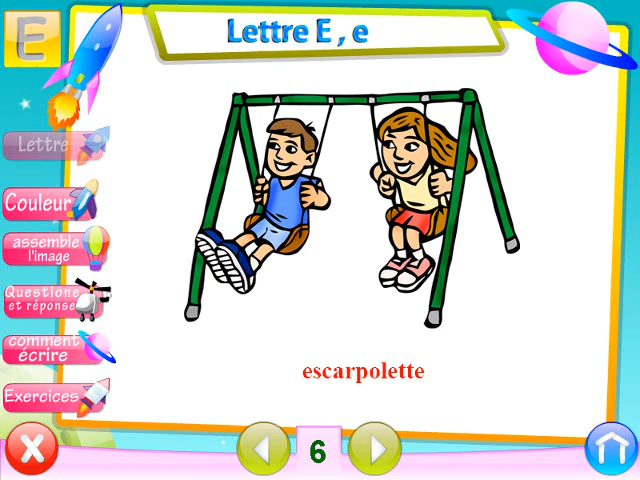 E
Lettre E , e
Lettre
Couleur
assemble
l'image
Questions
et réponse
comment
écrire
Exercices
escarpolette
6